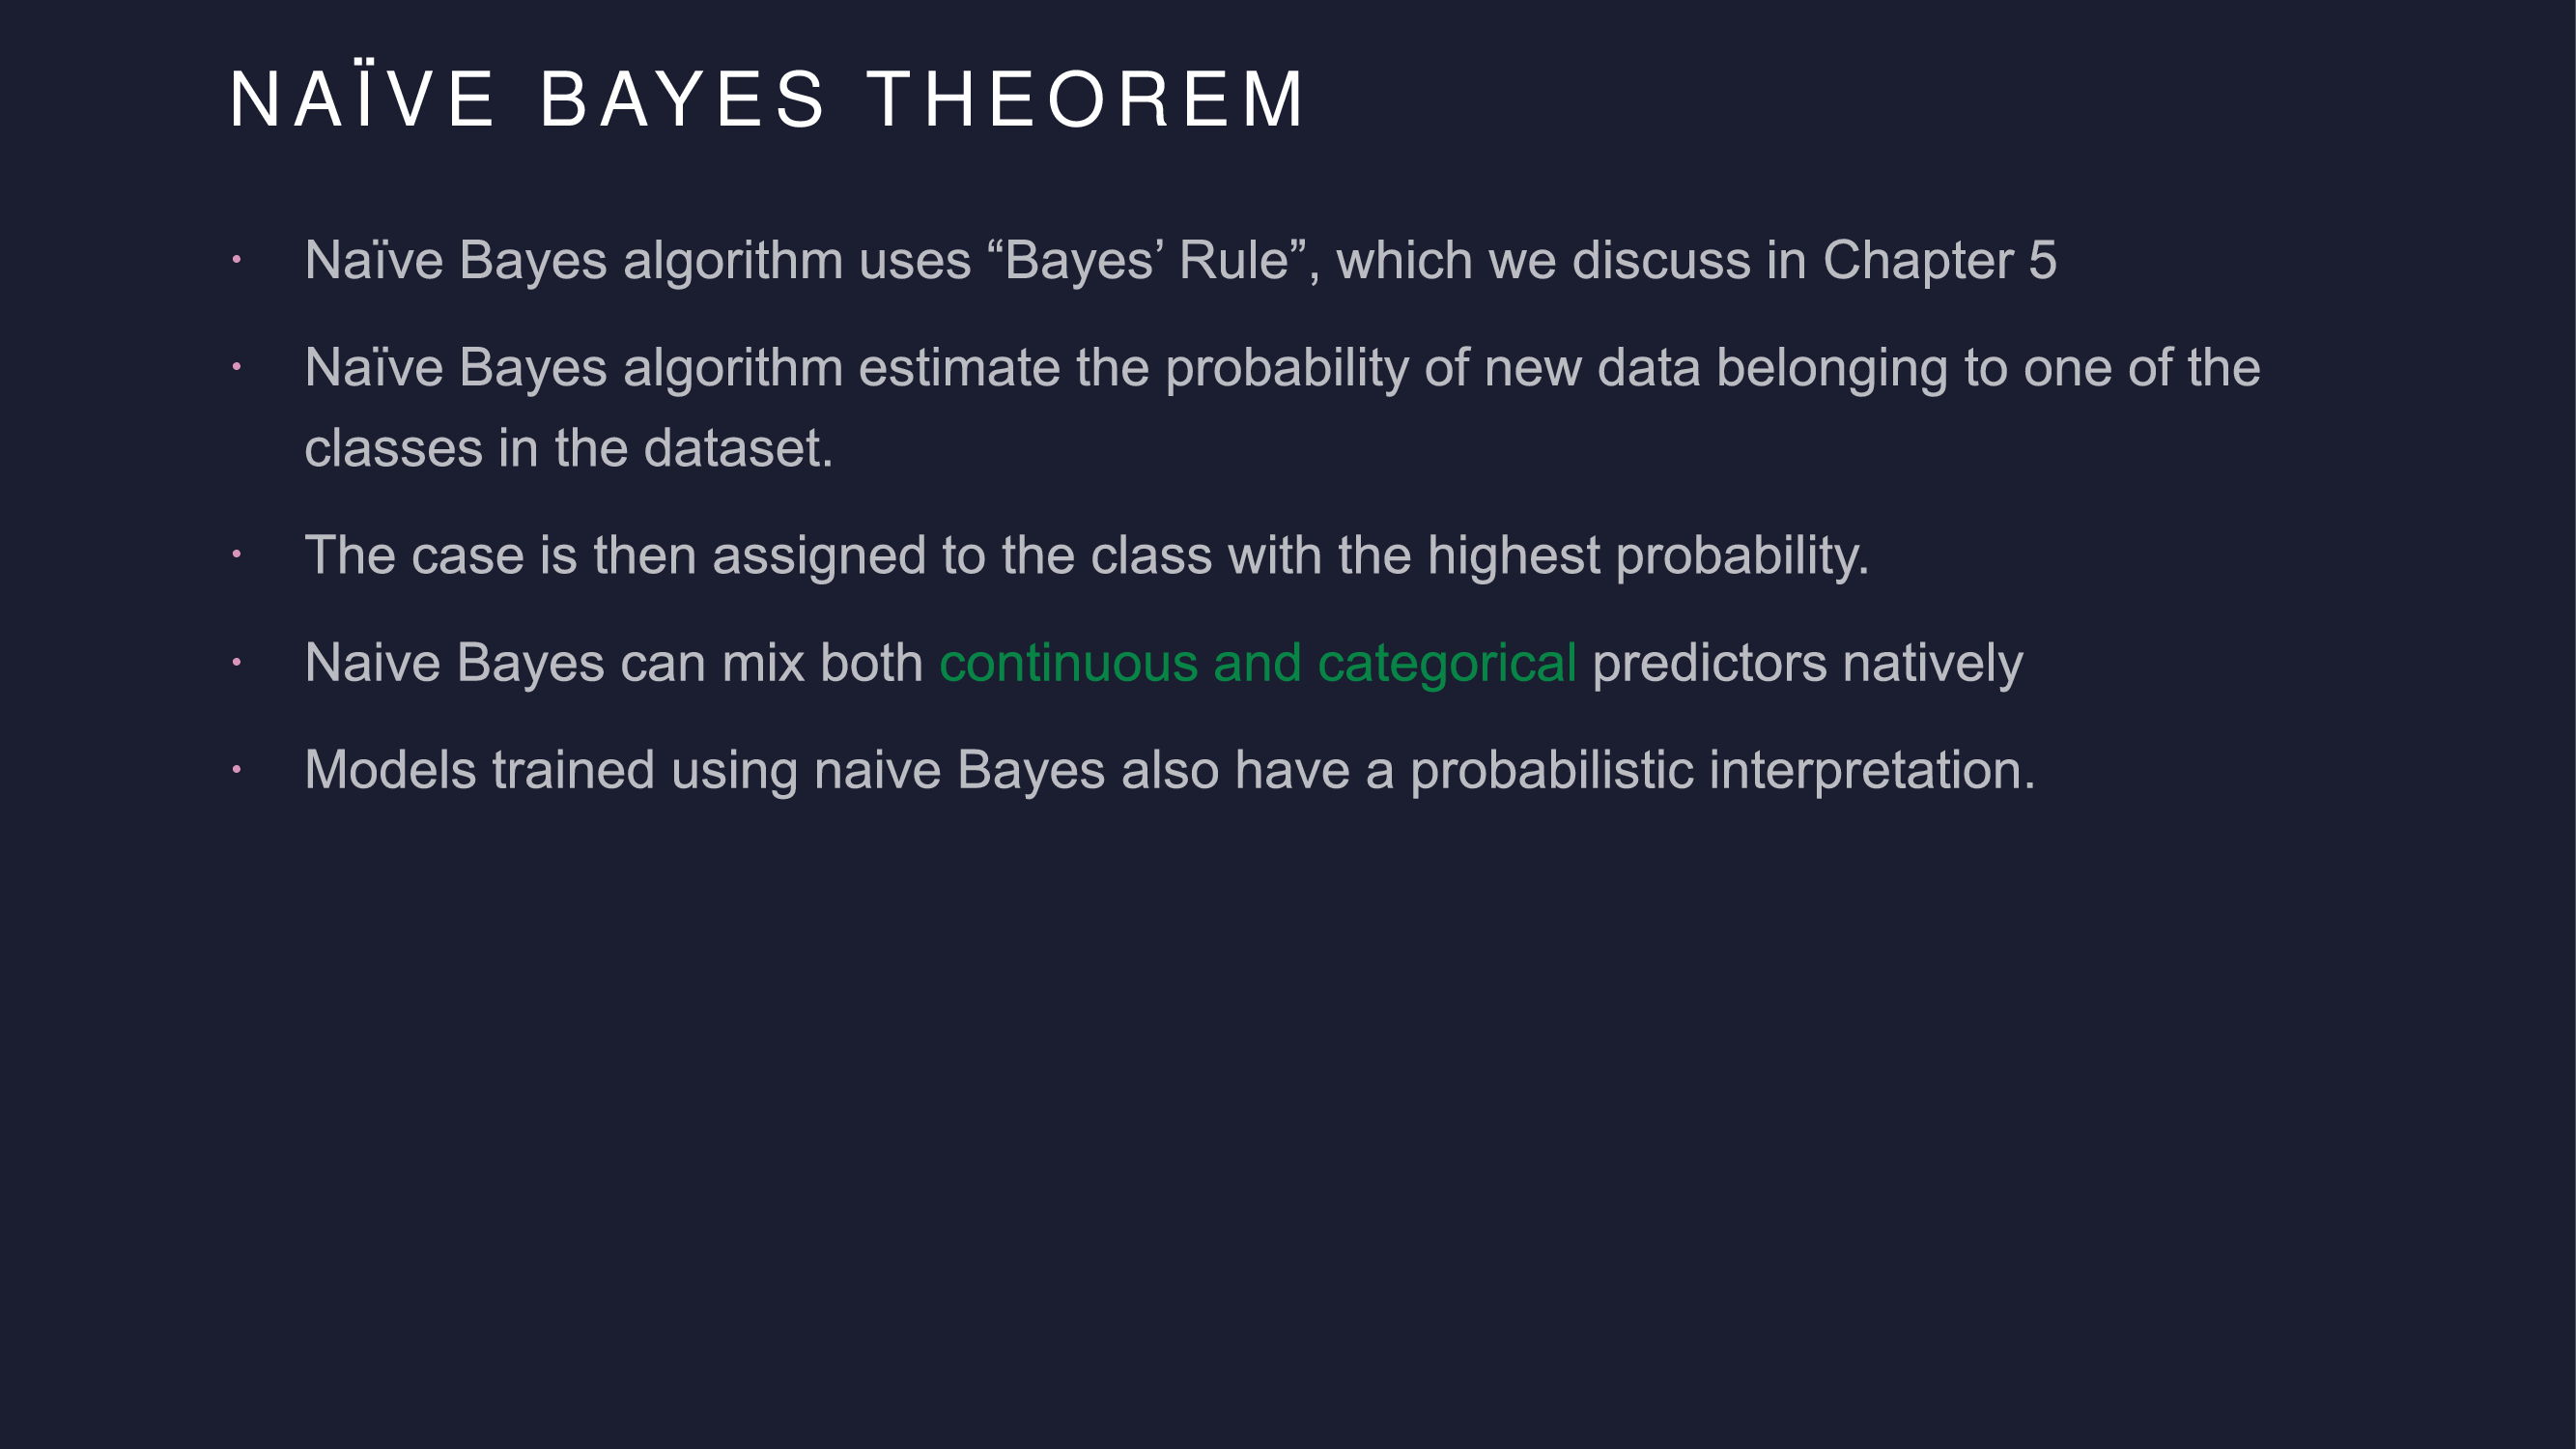 NAÏVE BAYES THEOREM
• Naïve Bayes algorithm uses “Bayes’ Rule”, which we discuss in Chapter 5
• Naïve Bayes algorithm estimate the probability of new data belonging to one of the
classes in the dataset.
• The case is then assigned to the class with the highest probability.
• Naive Bayes can mix both continuous and categorical predictors natively
• Models trained using naive Bayes also have a probabilistic interpretation.